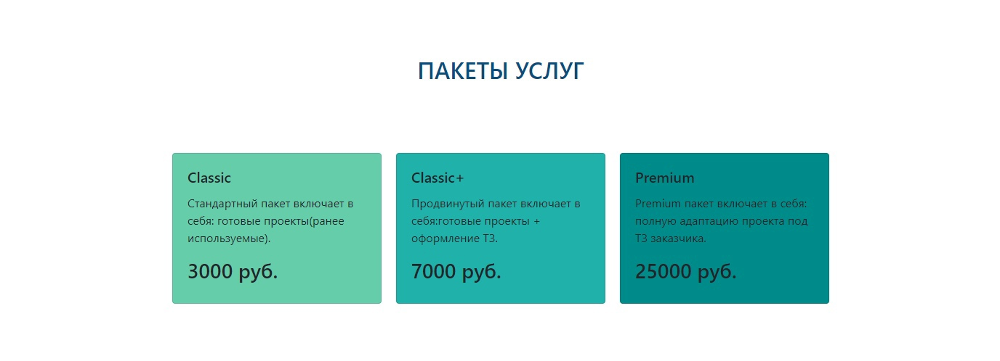 ПАКЕТЫ УСЛУГ
Classic
Стандартный пакет включает в
себя: готовые проекты(ранее
используемые).
3000 руб.
Classic+
Продвинутый пакет включает в
себя:готовые проекты +
оформление ТЗ.
7000 руб.
Premium
Premium пакет включает в себя:
полную адаптацию проекта под
ТЗ заказчика.
25000 руб.